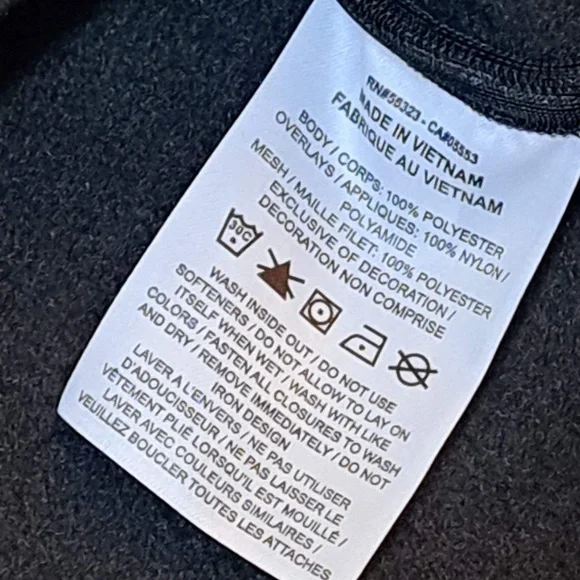 RN#56323 - CA#05553
MADE IN VIETNAM
FABRIQUE AU VIETNAM
BODY / CORPS: 100% POLYESTER
OVERLAYS / APPLIQUES: 100% NYLON /
POLYAMIDE
MESH / MAILLE FILET: 100% POLYESTER
EXCLUSIVE OF DECORATION /
DECORATION NON COMPRISE
30C
WASH INSIDE OUT / DO NOT USE
SOFTENERS / DO NOT ALLOW TO LAY ON
ITSELF WHEN WET / WASH WITH LIKE
COLORS / FASTEN ALL CLOSURES TO WASH
AND DRY / REMOVE IMMEDIATELY / DO NOT
IRON DESIGN
LAVER A L'ENVERS / NE PAS UTILISER
D'ADOUCISSEUR / NE PAS LAISSER LE
VÊTEMENT PLIÉ LORSQU'IL EST MOUILLÉ /
LAVER AVEC COULEURS SIMILAIRES /
VEUILLEZ BOUCLER TOUTES LES ATTACHES